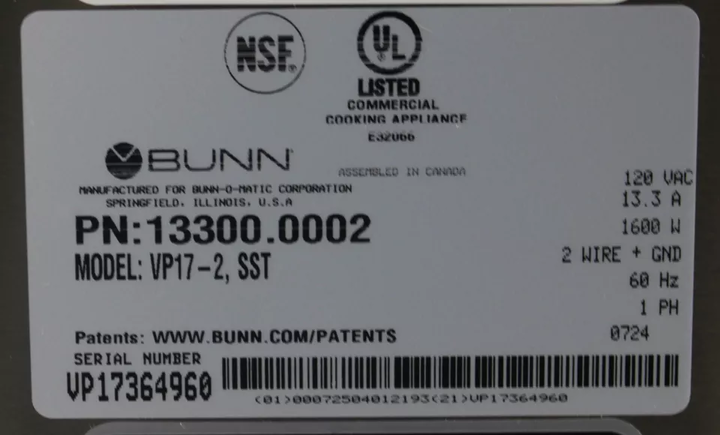 NSF®
UL
LISTED
COMMERCIAL
COOKING APPLIANCE
E32066
BUNN
ASSEMBLED IN CANADA
MANUFACTURED FOR BUNN-O-MATIC CORPORATION
SPRINGFIELD, ILLINOIS, U.S.A
PN:13300.0002
MODEL: VP17-2, SST
120 VAC
13.3 A
1600 W
2 WIRE + GND
60 Hz
1 PH
0724
Patents: WWW.BUNN.COM/PATENTS
SERIAL NUMBER
VP17364960
(01)00072504012193(21)VP17364960